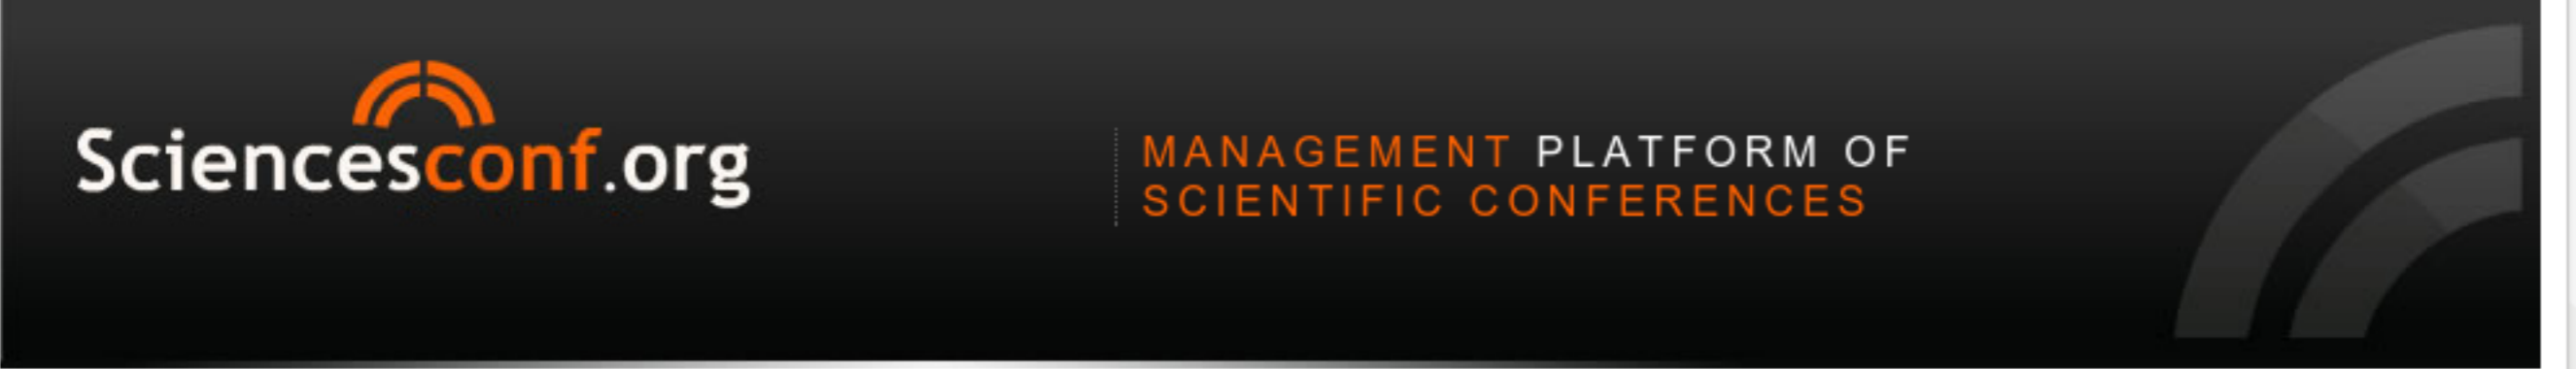 Sciencesconf.org
MANAGEMENT PLATFORM OF
SCIENTIFIC CONFERENCES